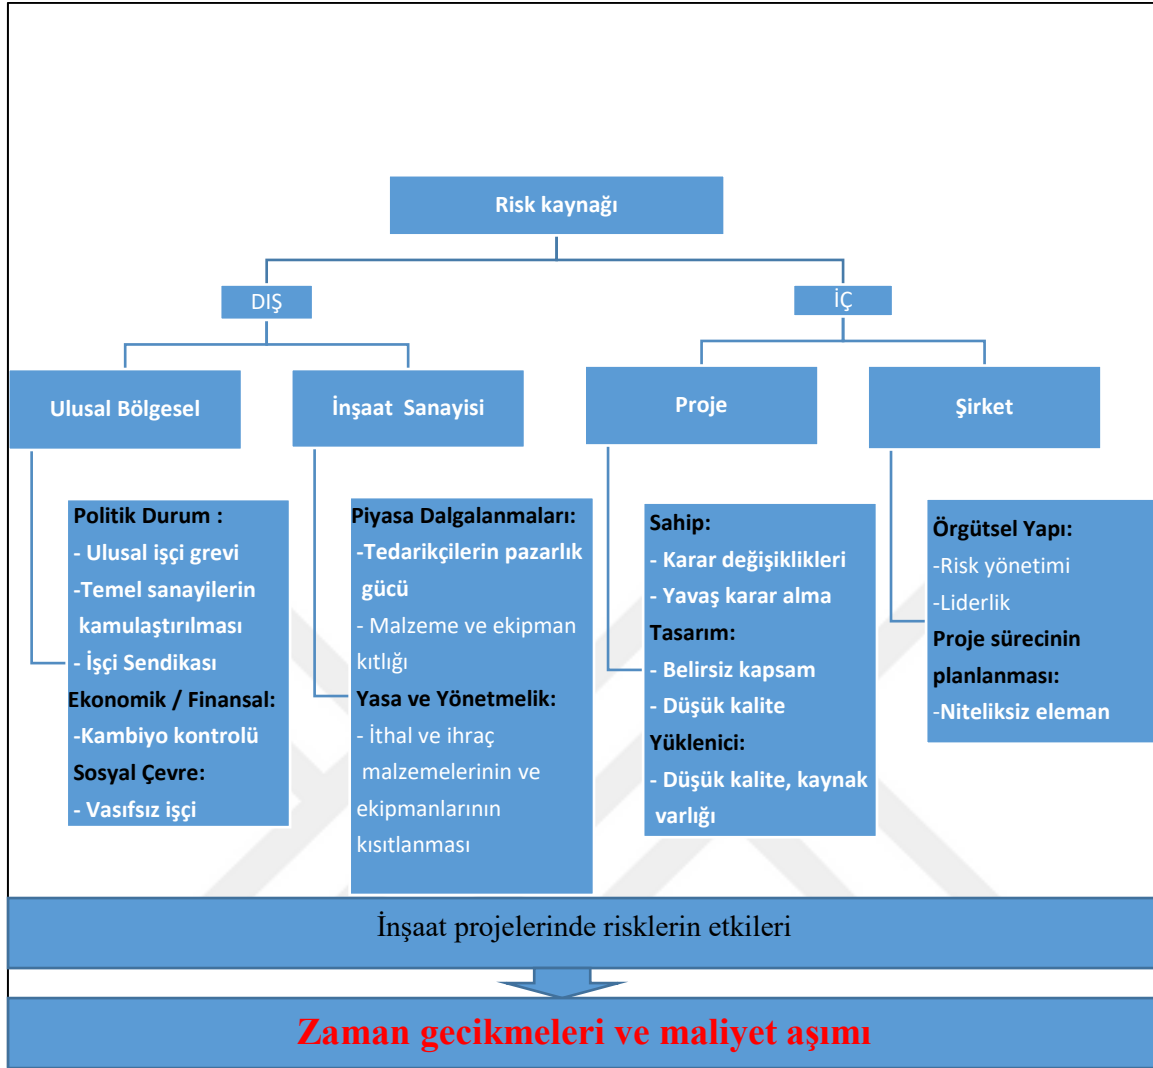 Risk kaynağı
DIŞ
İÇ
Ulusal Bölgesel
İnşaat Sanayisi
Proje
Şirket
Politik Durum :
- Ulusal işçi grevi
-Temel sanayilerin
kamulaştırılması
- İşçi Sendikası
Ekonomik / Finansal:
-Kambiyo kontrolü
Sosyal Çevre:
- Vasıfsız işçi
Piyasa Dalgalanmaları:
-Tedarikçilerin pazarlık
gücü
- Malzeme ve ekipman
kıtlığı
Yasa ve Yönetmelik:
- İthal ve ihraç
malzemelerinin ve
ekipmanlarının
kısıtlanması
Sahip:
- Karar değişiklikleri
- Yavaş karar alma
Tasarım:
- Belirsiz kapsam
- Düşük kalite
Yüklenici:
- Düşük kalite, kaynak
varlığı
Örgütsel Yapı:
-Risk yönetimi
-Liderlik
Proje sürecinin
planlanması:
-Niteliksiz eleman
İnşaat projelerinde risklerin etkileri
Zaman gecikmeleri ve maliyet aşımı